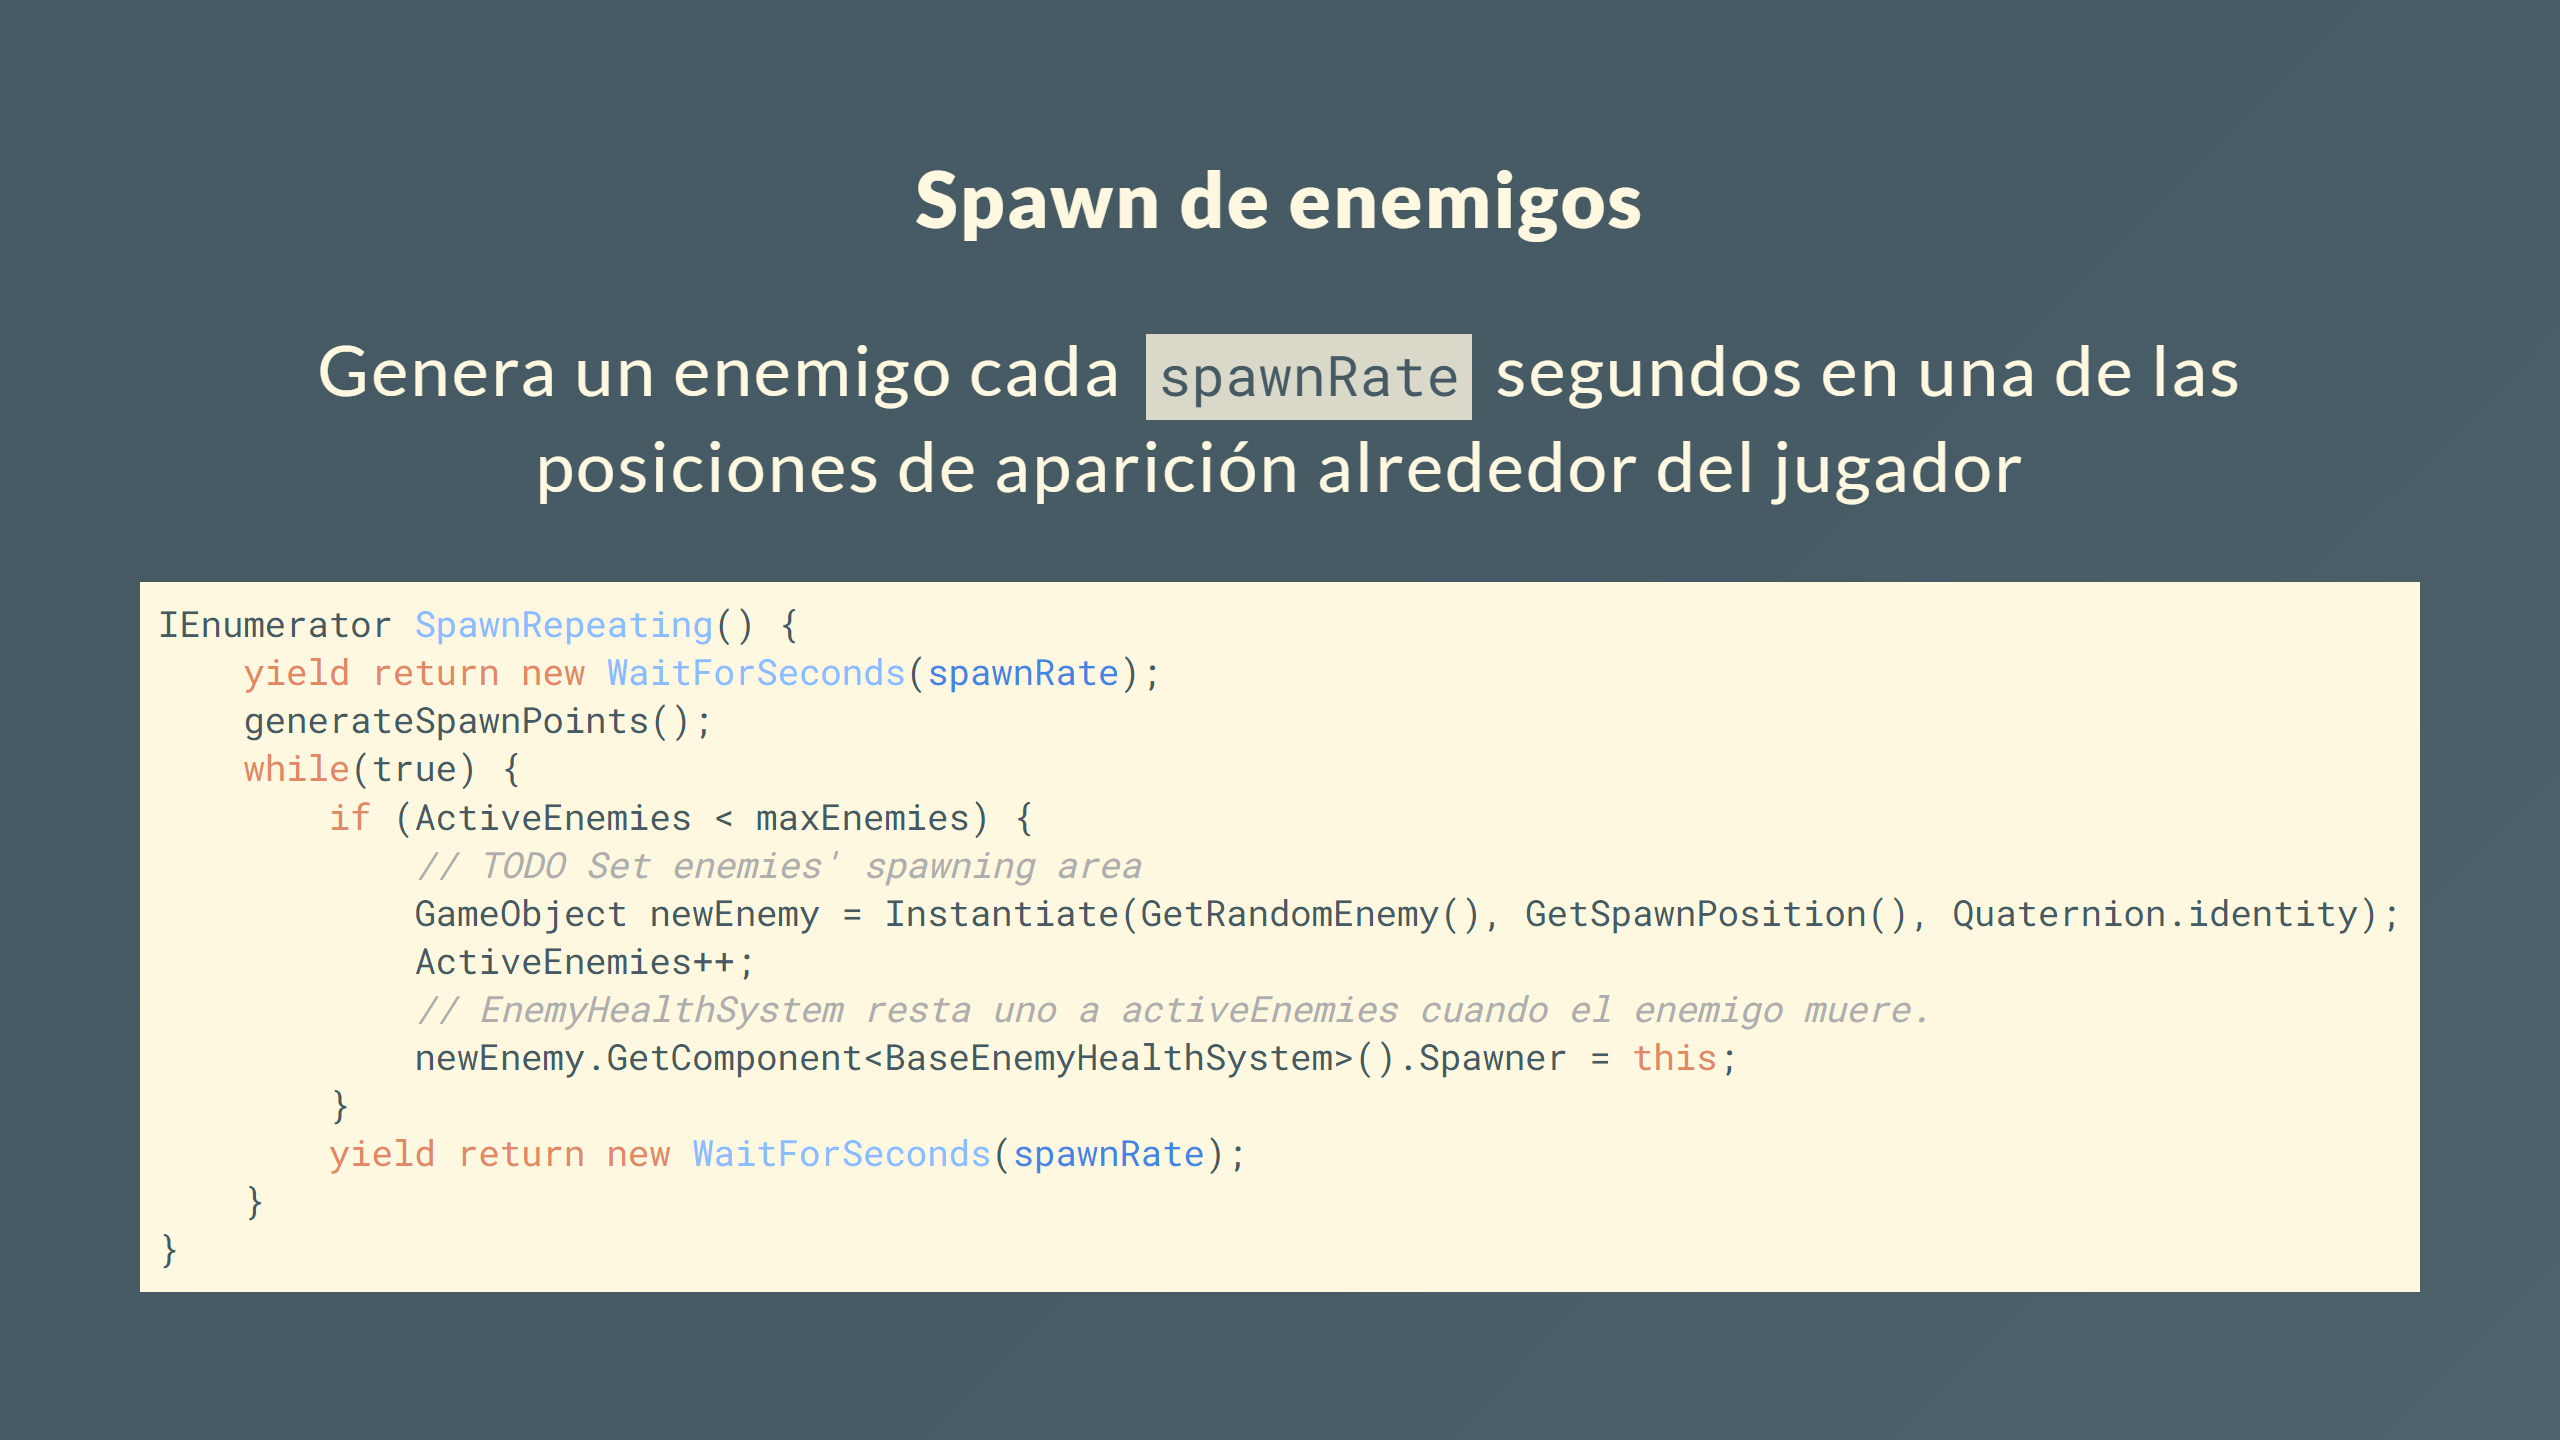 Spawn de enemigos
Genera un enemigo cada spawnRate segundos en una de las
posiciones de aparición alrededor del jugador
IEnumerator SpawnRepeating() {
    yield return new WaitForSeconds(spawnRate);
    generateSpawnPoints();
    while(true) {
        if (ActiveEnemies < maxEnemies) {
            // TODO Set enemies' spawning area
            GameObject newEnemy = Instantiate(GetRandomEnemy(), GetSpawnPosition(), Quaternion.identity);
            ActiveEnemies++;
            // EnemyHealthSystem resta uno a activeEnemies cuando el enemigo muere.
            newEnemy.GetComponent<BaseEnemyHealthSystem>().Spawner = this;
        }
        yield return new WaitForSeconds(spawnRate);
    }
}